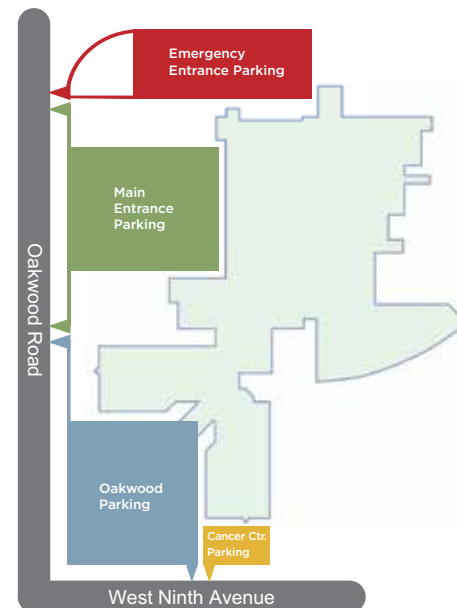 Emergency
Entrance Parking
Main
Entrance
Parking
Oakwood Road
Oakwood
Parking
Cancer Ctr.
Parking
West Ninth Avenue